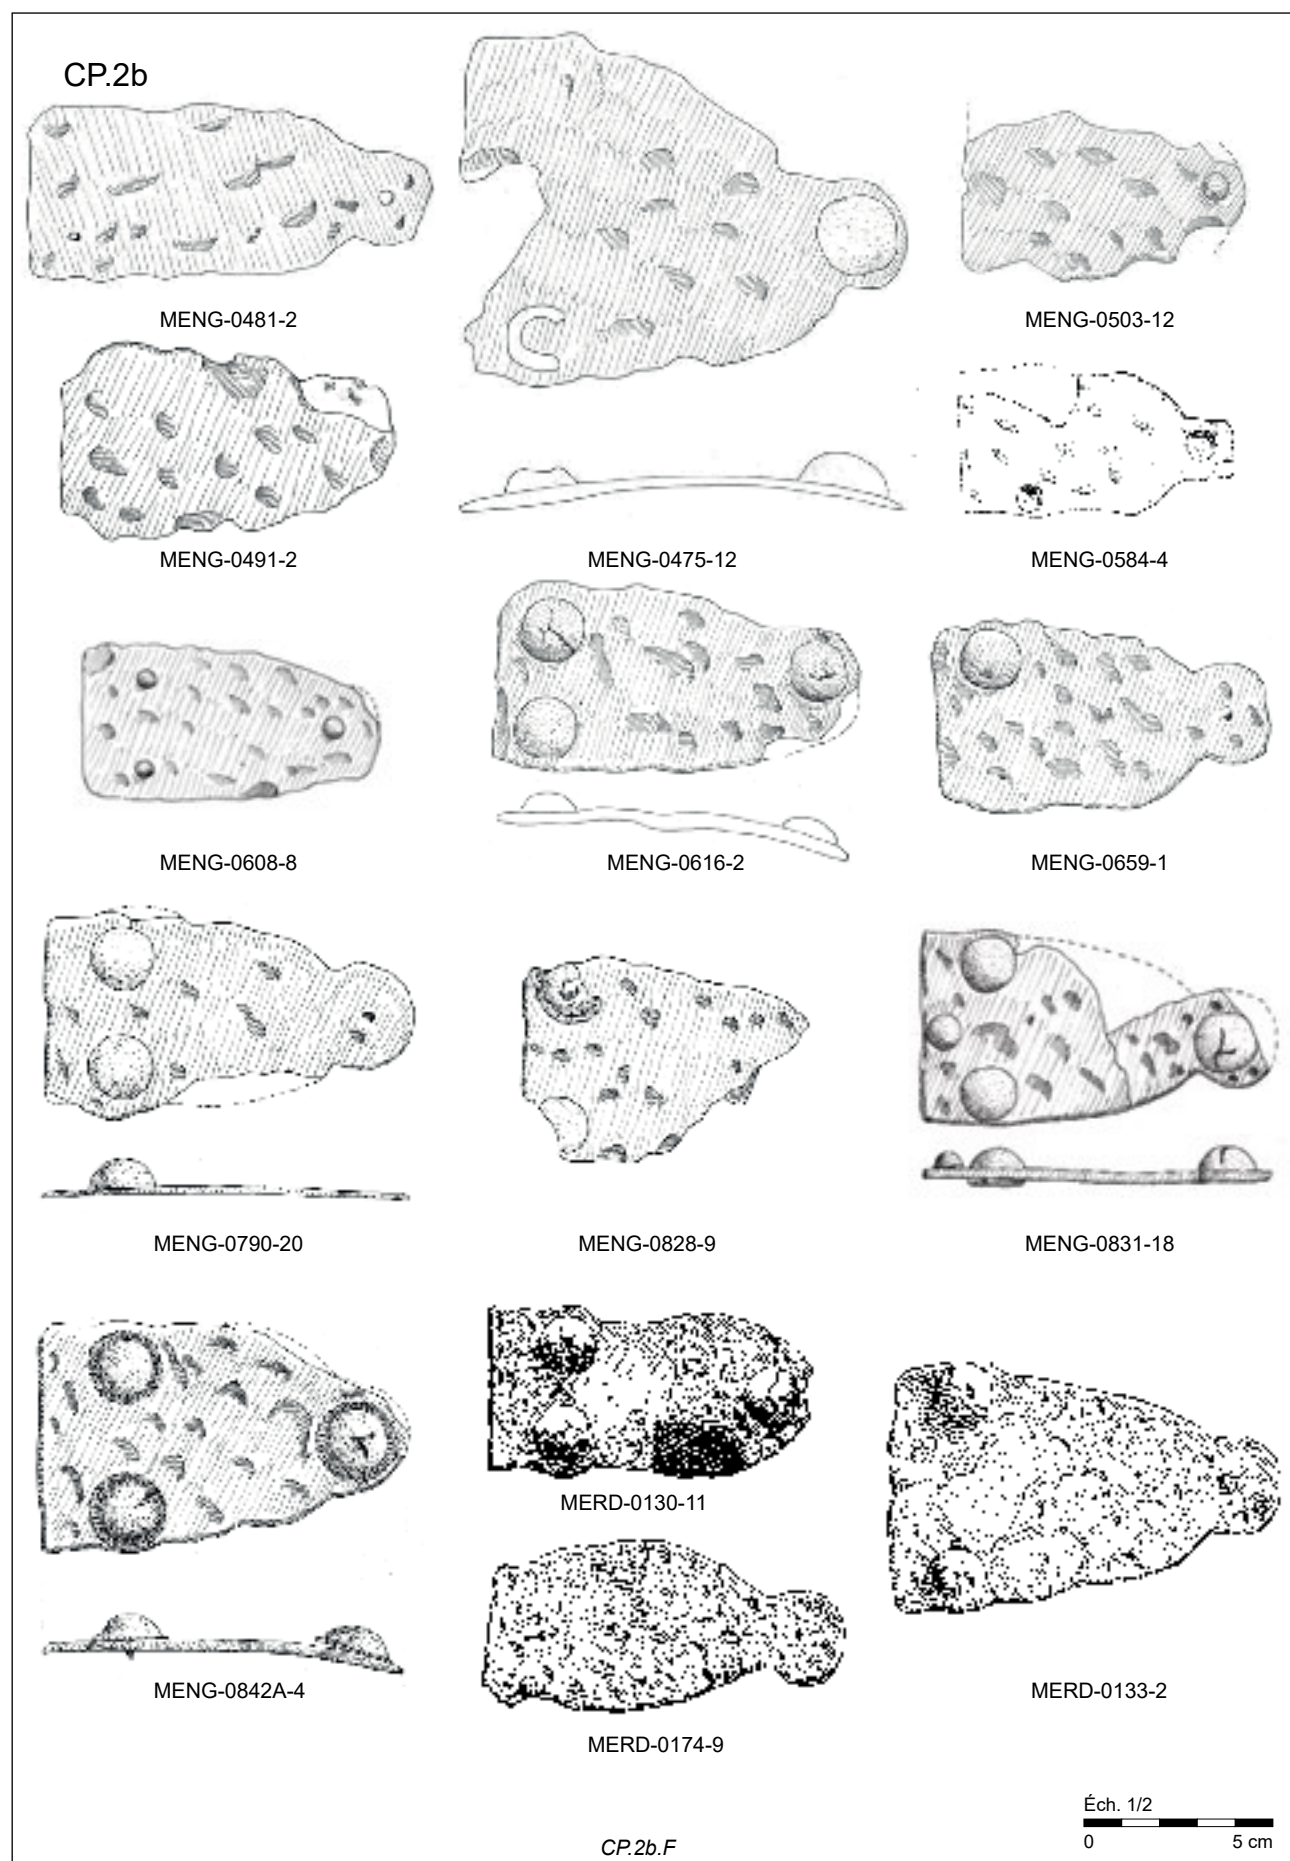 CP.2b
MENG-0481-2
MENG-0503-12
MENG-0491-2
MENG-0475-12
MENG-0584-4
MENG-0608-8
MENG-0616-2
MENG-0659-1
MENG-0790-20
MENG-0828-9
MENG-0831-18
MERD-0130-11
MENG-0842A-4
MERD-0133-2
MERD-0174-9
Éch. 1/2
0 5 cm
CP.2b.F